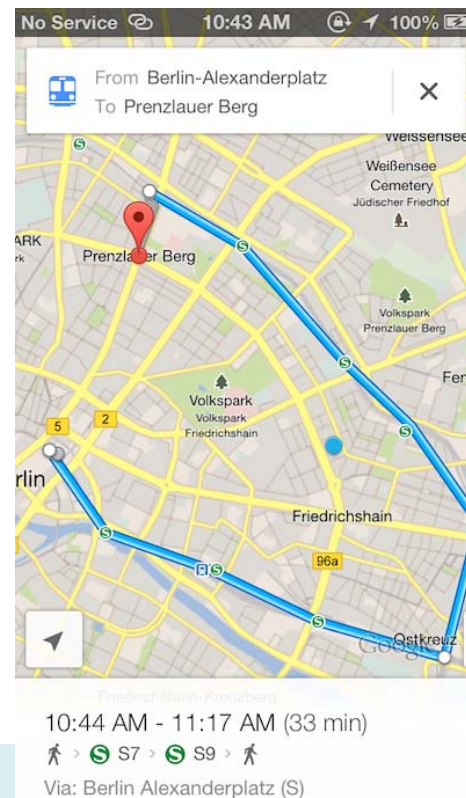 No Service 10:43 AM 100%
From Berlin-Alexanderplatz
To Prenzlauer Berg
Weissensee
S
Weißensee
Cemetery
Jüdischer Friedhof
ARK
Prenzlauer Berg
S
Volkspark
Prenzlauer Berg
S
Volkspark
Volkspark
Friedrichshain
5
2
S
rlin
Friedrichshain
S
96a
S
S
Ostkreuz
Google
Friedrichshain-Kreuzberg
10:44 AM - 11:17 AM (33 min)
> S S7 > S S9 >
Via: Berlin Alexanderplatz (S)